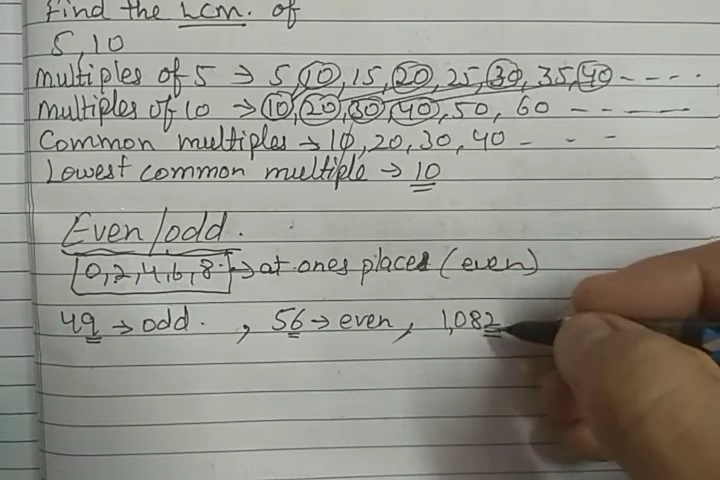 Find the LCM. of
5, 10
multiples of 5 → 5, 10, 15, 20, 25, 30, 35, 40 - - - -
multiples of 10 → 10, 20, 30, 40, 50, 60 - - - -
Common multiples → 10, 20, 30, 40 - - -
Lowest common multiple → 10
Even/odd.
0, 2, 4, 6, 8 → at ones place (even)
49 → odd. , 56 → even, 1,082